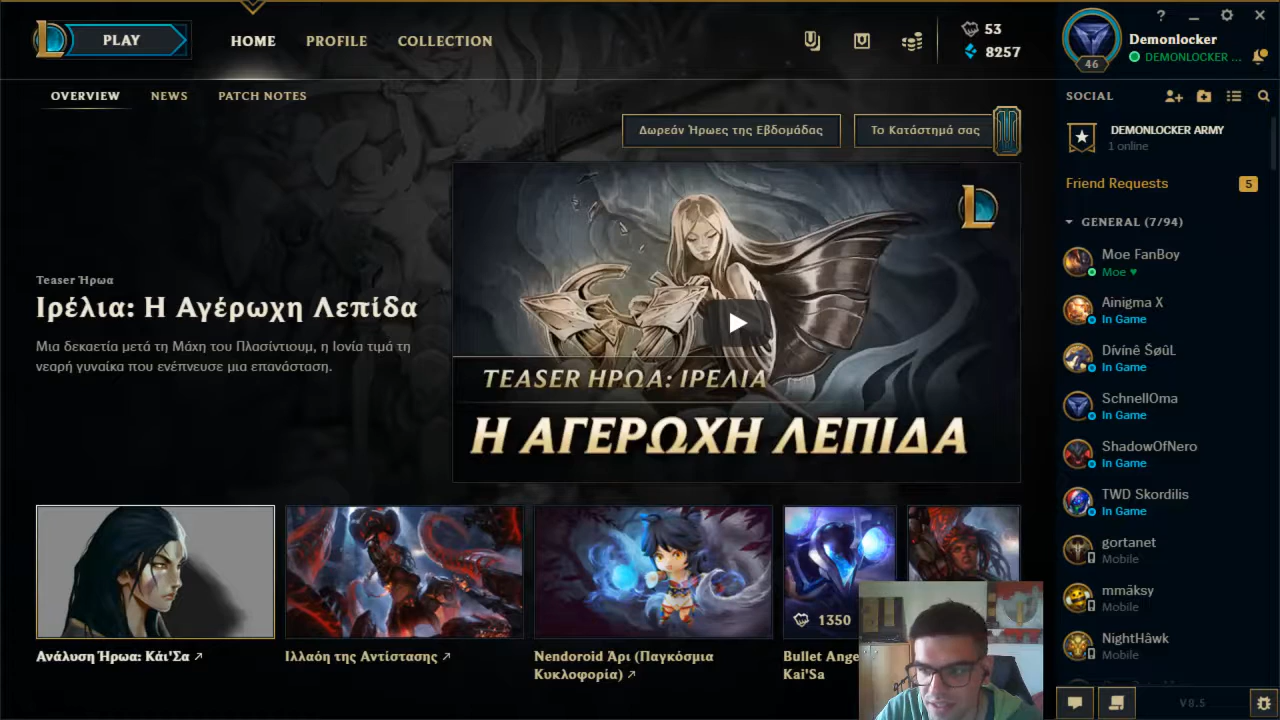 PLAY
HOME
PROFILE
COLLECTION
53
8257
?
46
Demonlocker
DEMONLOCKER ...
OVERVIEW
NEWS
PATCH NOTES
SOCIAL
Δωρεάν Ήρωες της Εβδομάδας
Το Κατάστημά σας
DEMONLOCKER ARMY
1 online
Friend Requests
5
GENERAL (7/94)
Teaser Ήρωα
Ιρέλια: Η Αγέρωχη Λεπίδα
Μια δεκαετία μετά τη Μάχη του Πλασίντιουμ, η Ιονία τιμά τη
νεαρή γυναίκα που ενέπνευσε μια επανάσταση.
TEASER ΗΡΩΑ: ΙΡΕΛΙΑ
Η ΑΓΕΡΩΧΗ ΛΕΠΙΔΑ
Moe FanBoy
Moe ♥
Ainigma X
In Game
Dívínê ŠøûL
In Game
SchnellOma
In Game
ShadowOfNero
In Game
TWD Skordilis
In Game
gortanet
Mobile
mmäksy
Mobile
NightHâwk
Mobile
1350
Ανάλυση Ήρωα: Κάι'Σα
Ιλλαόη της Αντίστασης
Nendoroid Άρι (Παγκόσμια
Κυκλοφορία)
Bullet Ange
Kai'Sa
V8.5